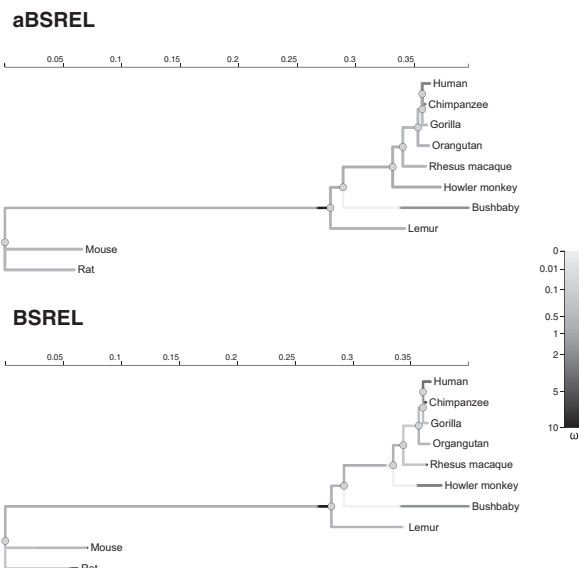 aBSREL
0.05 0.1 0.15 0.2 0.25 0.3 0.35
Human
Chimpanzee
Gorilla
Orangutan
Rhesus macaque
Howler monkey
Bushbaby
Lemur
Mouse
Rat
0
0.01
0.1
0.5
1
2
5
10
ω
BSREL
0.05 0.1 0.15 0.2 0.25 0.3 0.35
Human
Chimpanzee
Gorilla
Organgutan
Rhesus macaque
Howler monkey
Bushbaby
Lemur
Mouse
Rat